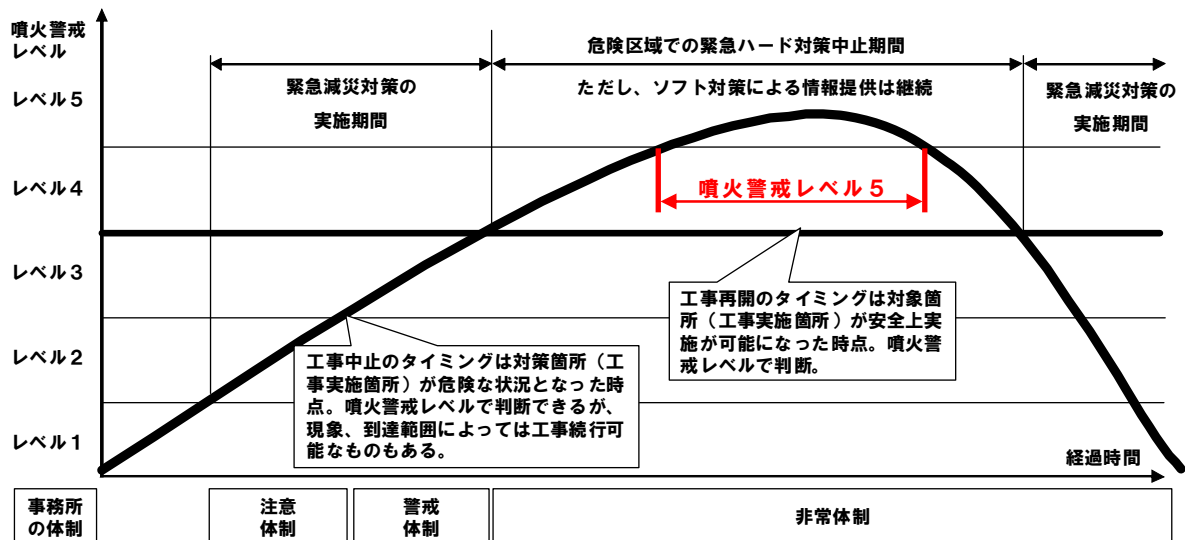 噴火警戒
レベル
危険区域での緊急ハード対策中止期間
レベル5
緊急減災対策の
実施期間
ただし、ソフト対策による情報提供は継続
緊急減災対策の
実施期間
レベル4
噴火警戒レベル5
レベル3
工事再開のタイミングは対象箇
所（工事実施箇所）が安全上実
施が可能になった時点。噴火警
戒レベルで判断。
レベル2
工事中止のタイミングは対策箇所（工
事実施箇所）が危険な状況となった時
点。噴火警戒レベルで判断できるが、
現象、到達範囲によっては工事続行可
能なものもある。
レベル1
経過時間
事務所
の体制
注意
体制
警戒
体制
非常体制